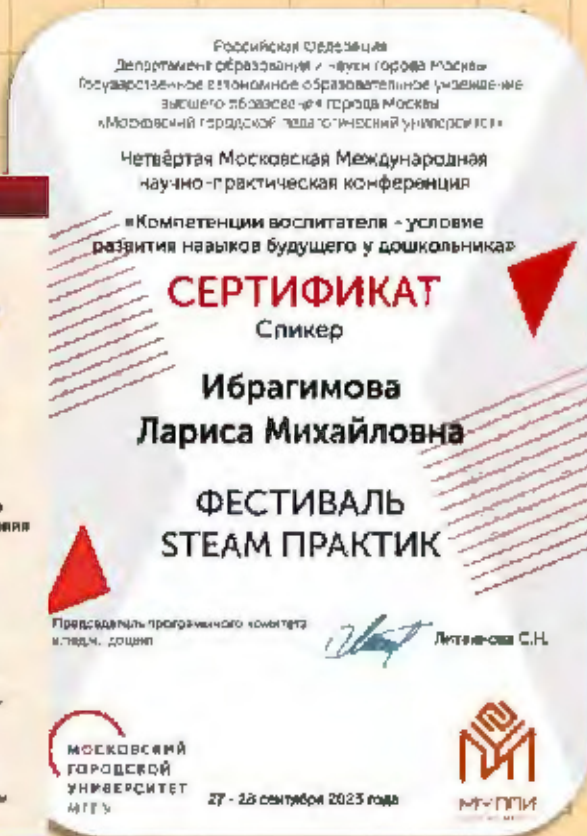 Российская Федерация
Департамент образования и науки города Москвы
Государственное автономное образовательное учреждение
высшего образования города Москвы
«Московский городской педагогический университет»
Четвёртая Московская Международная
научно-практическая конференция
«Компетенции воспитателя - условие
развития навыков будущего у дошкольника»
СЕРТИФИКАТ
Спикер
Ибрагимова
Лариса Михайловна
ФЕСТИВАЛЬ
STEAM ПРАКТИК
Председатель программного комитета
к.педн., доцент
С.Н.
МОСКОВСКИЙ
ГОРОДСКОЙ
УНИВЕРСИТЕТ
МГПУ
27 - 28 сентября 2023 года